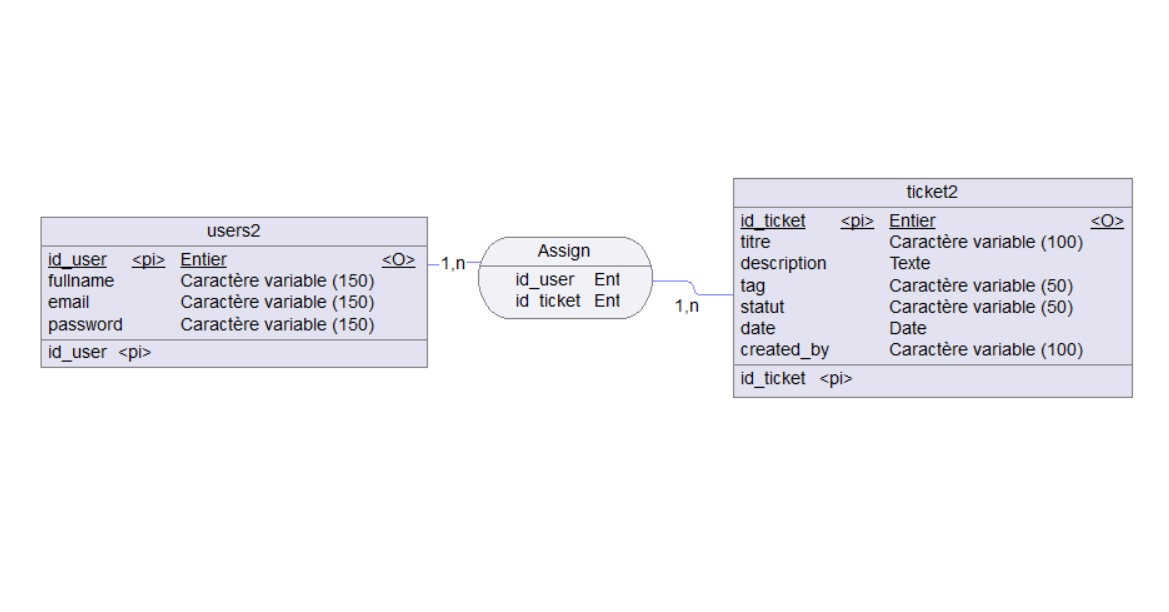 users2
id_user <pi> Entier <O>
fullname Caractère variable (150)
email Caractère variable (150)
password Caractère variable (150)
id_user <pi>
1,n
Assign
id_user Ent
id_ticket Ent
1,n
ticket2
id_ticket <pi> Entier <O>
titre Caractère variable (100)
description Texte
tag Caractère variable (50)
statut Caractère variable (50)
date Date
created_by Caractère variable (100)
id_ticket <pi>